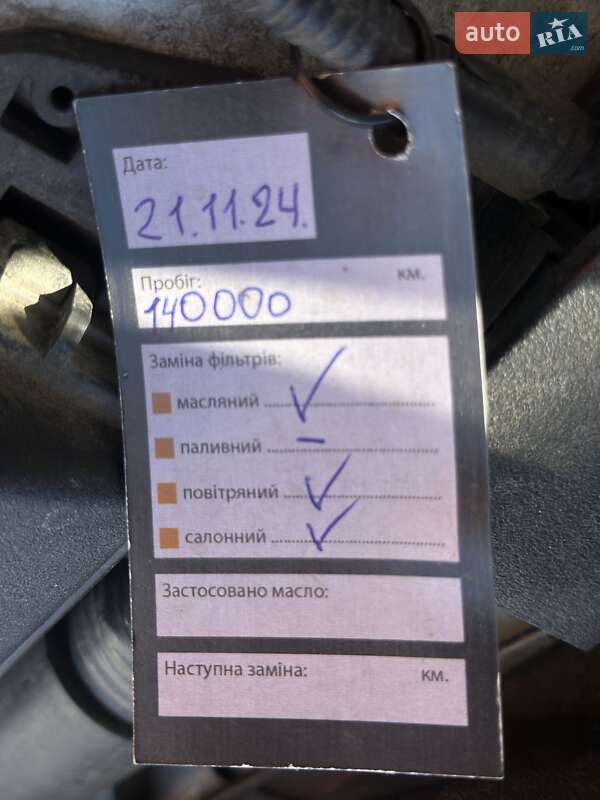 auto RIA
.com
Дата:
21.11.24.
Пробіг: км.
140000
Заміна фільтрів:
масляний ........ ✓
паливний ........ –
повітряний ........ ✓
салонний ........ ✓
Застосовано масло:
Наступна заміна: км.